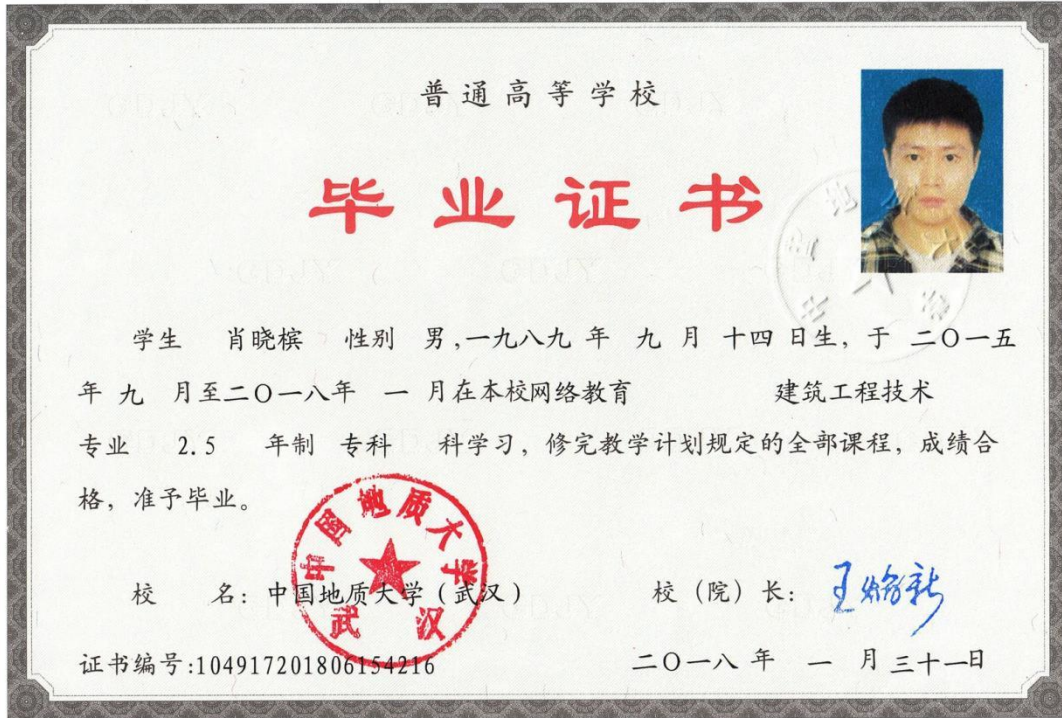 普通高等学校
毕业证书
学生 肖晓槟 性别 男,一九八九 年 九 月 十四 日生,于 二〇一五
年 九 月至二〇一八年 一 月在本校网络教育 建筑工程技术
专业 2.5 年制 专科 科学习,修完教学计划规定的全部课程,成绩合
格,准予毕业。
中国地质大学
武汉
校 名:中国地质大学(武汉) 校(院)长:王焰新
证书编号:104917201806154216 二〇一八 年 一 月 三十一日